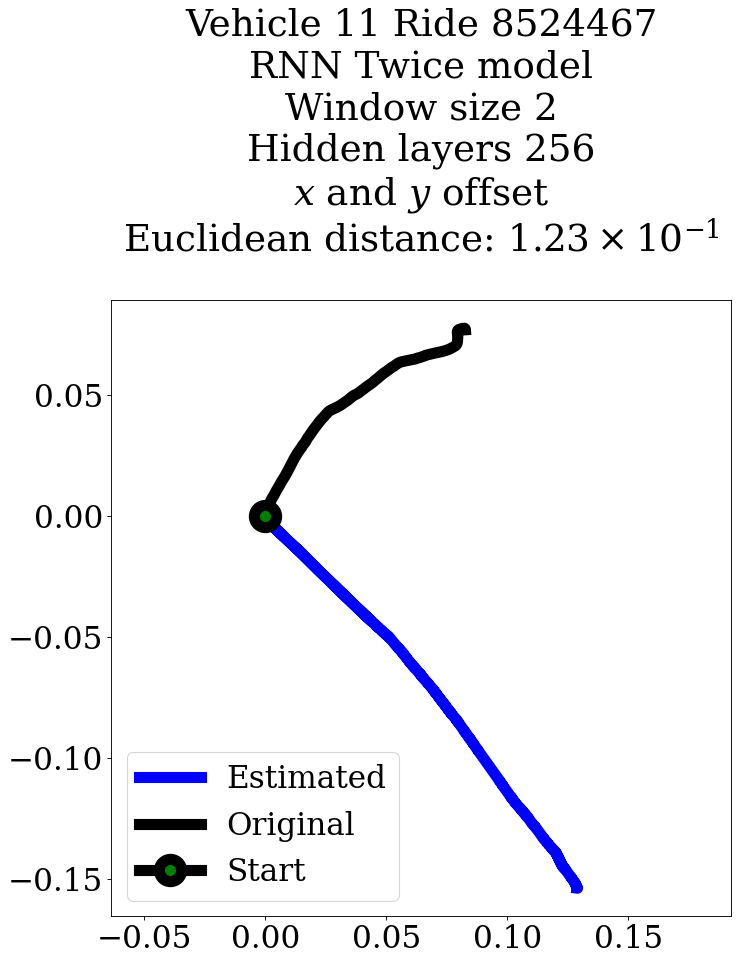 Vehicle 11 Ride 8524467
RNN Twice model
Window size 2
Hidden layers 256
x and y offset
Euclidean distance: 1.23 × 10⁻¹
0.05
0.00
−0.05
−0.10
−0.15
Estimated
Original
Start
−0.05 0.00 0.05 0.10 0.15